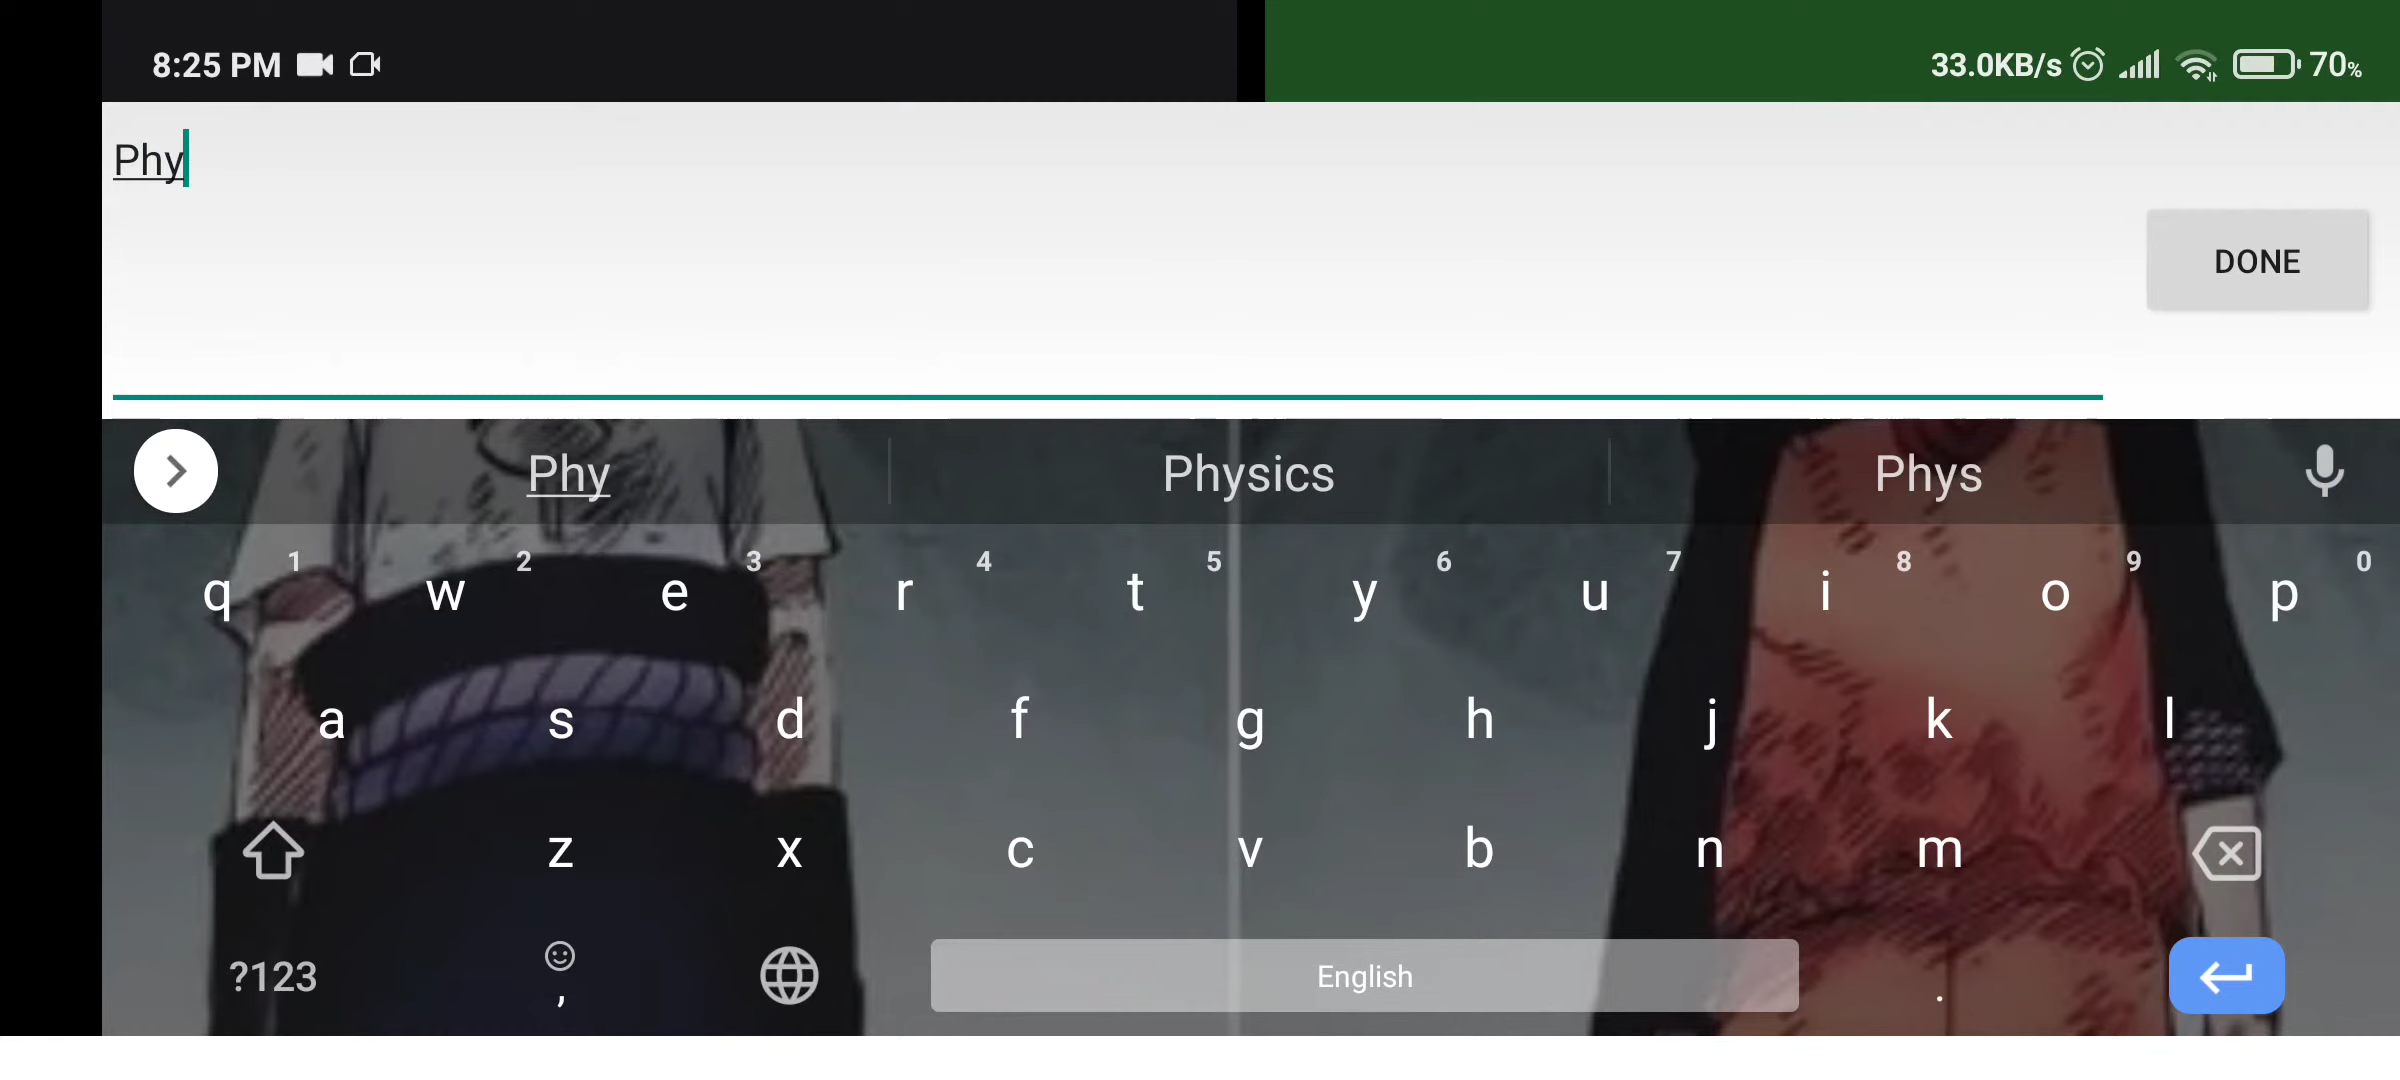 8:25 PM 33.0KB/s 70%
Phy
DONE
Phy Physics Phys
1 2 3 4 5 6 7 8 9 0
q w e r t y u i o p
a s d f g h j k l
z x c v b n m
?123 , English .